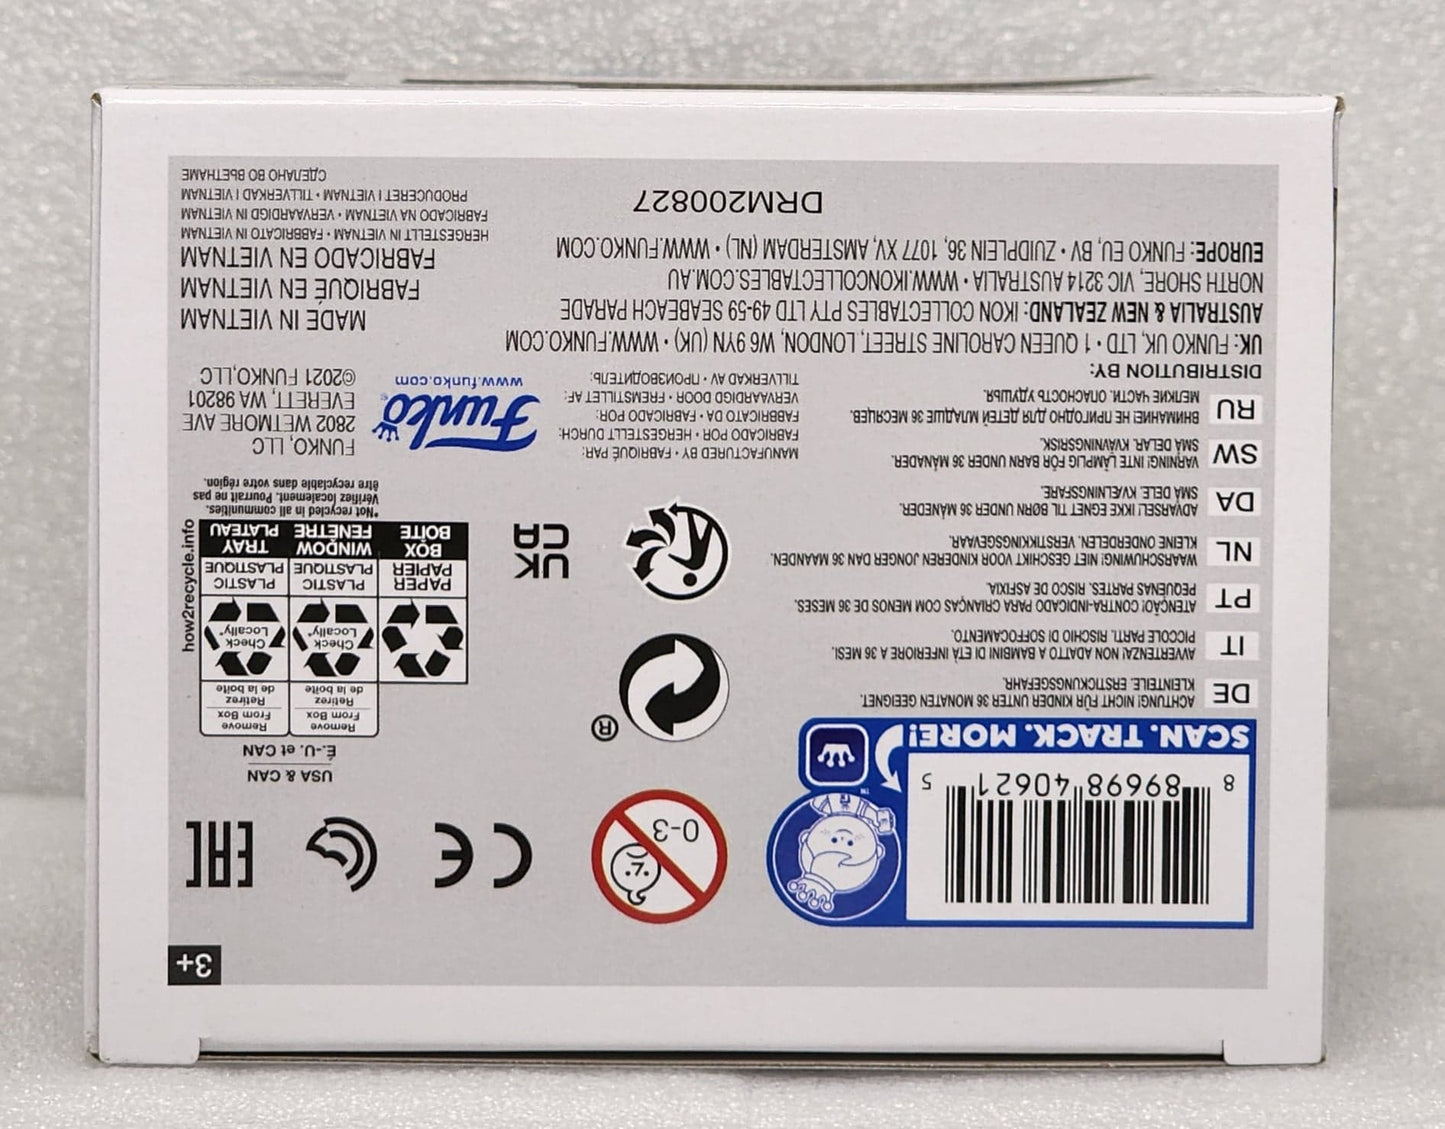 3+
8 89698 40621 5
SCAN. TRACK. MORE!
™
0-3
CE
EAC
USA & CAN
É.-U. et CAN
Remove
From Box
Retirez
de la boîte
Remove
From Box
Retirez
de la boîte
Check
Locally*
Check
Locally*
PAPER
PAPIER
BOX
BOÎTE
PLASTIC
PLASTIQUE
WINDOW
FENÊTRE
PLASTIC
PLASTIQUE
TRAY
PLATEAU
how2recycle.info
*Not recycled in all communities.
Vérifiez localement. Pourrait ne pas
être recyclable dans votre région.
®
UK
CA
DE ACHTUNG! NICHT FÜR KINDER UNTER 36 MONATEN GEEIGNET.
KLEINTEILE. ERSTICKUNGSGEFAHR.
IT AVVERTENZA! NON ADATTO A BAMBINI DI ETÀ INFERIORE A 36 MESI.
PICCOLE PARTI. RISCHIO DI SOFFOCAMENTO.
PT ATENÇÃO! CONTRA-INDICADO PARA CRIANÇAS COM MENOS DE 36 MESES.
PEQUENAS PARTES. RISCO DE ASFIXIA
NL WAARSCHUWING! NIET GESCHIKT VOOR KINDEREN JONGER DAN 36 MAANDEN.
KLEINE ONDERDELEN. VERSTIKKINGSGEVAAR.
DA ADVARSEL! IKKE EGNET TIL BØRN UNDER 36 MÅNEDER.
SMÅ DELE. KVÆLNINGSFARE.
SW VARNING! INTE LÄMPLIG FÖR BARN UNDER 36 MÅNADER.
SMÅ DELAR. KVÄVNINGSRISK.
RU ВНИМАНИЕ НЕ ПРИГОДНО ДЛЯ ДЕТЕЙ МЛАДШЕ 36 МЕСЯЦЕВ.
МЕЛКИЕ ЧАСТИ. ОПАСНОСТЬ УДУШЬЯ.
MANUFACTURED BY • FABRIQUÉ PAR:
FABRICADO POR • HERGESTELLT DURCH:
FABBRICATO DA • FABRICADO POR:
VERVAARDIGD DOOR • FREMSTILLET AF:
TILLVERKAD AV • ПРОИЗВОДИТЕЛЬ:
Funko®
www.funko.com
FUNKO, LLC
2802 WETMORE AVE
EVERETT, WA 98201
©2021 FUNKO,LLC
DISTRIBUTION BY:
UK: FUNKO UK, LTD • 1 QUEEN CAROLINE STREET, LONDON, W6 9YN (UK) • WWW.FUNKO.COM
AUSTRALIA & NEW ZEALAND: IKON COLLECTABLES PTY LTD 49-59 SEABEACH PARADE
NORTH SHORE, VIC 3214 AUSTRALIA • WWW.IKONCOLLECTABLES.COM.AU
EUROPE: FUNKO EU, BV • ZUIDPLEIN 36, 1077 XV, AMSTERDAM (NL) • WWW.FUNKO.COM
MADE IN VIETNAM
FABRIQUÉ EN VIETNAM
FABRICADO EN VIETNAM
HERGESTELLT IN VIETNAM • FABBRICATO IN VIETNAM
FABRICADO NA VIETNAM • VERVAARDIGD IN VIETNAM
PRODUCERET I VIETNAM • TILLVERKAD I VIETNAM
СДЕЛАНО ВО ВЬЕТНАМЕ
DRM200827